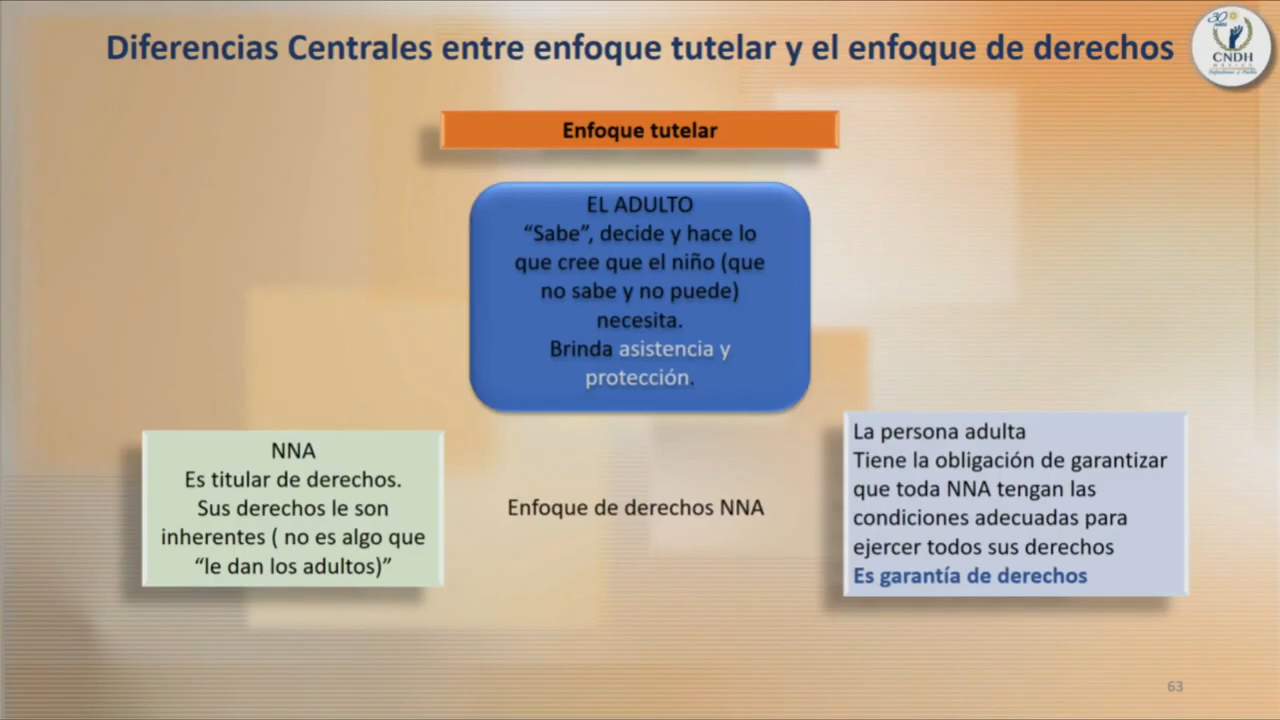 Diferencias Centrales entre enfoque tutelar y el enfoque de derechos
30
CNDH
MÉXICO
Enfoque tutelar
EL ADULTO
“Sabe”, decide y hace lo
que cree que el niño (que
no sabe y no puede)
necesita.
Brinda asistencia y
protección.
NNA
Es titular de derechos.
Sus derechos le son
inherentes ( no es algo que
“le dan los adultos)”
Enfoque de derechos NNA
La persona adulta
Tiene la obligación de garantizar
que toda NNA tengan las
condiciones adecuadas para
ejercer todos sus derechos
Es garantía de derechos
63